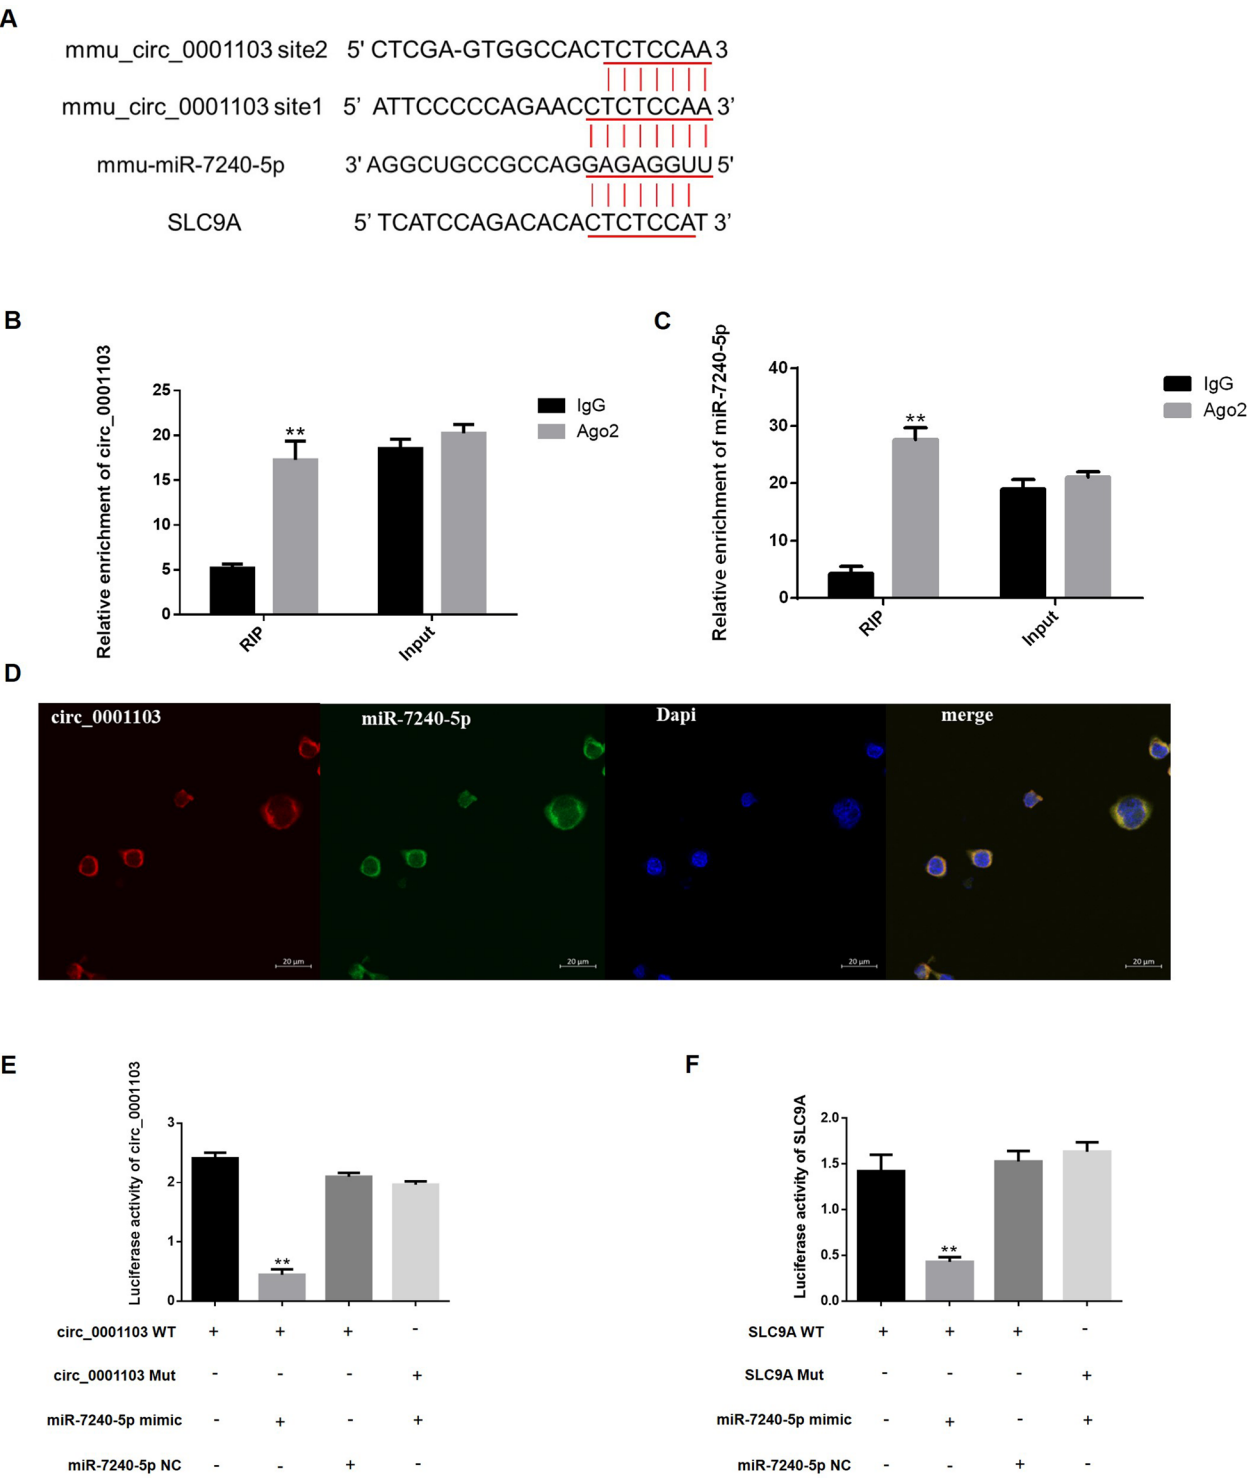 A
mmu_circ_0001103 site2 5' CTCGA-GTGGCCACTCTCCAA 3
mmu_circ_0001103 site1 5’ ATTCCCCCAGAACCTCTCCAA 3’
mmu-miR-7240-5p 3' AGGCUGCCGCCAGGAGAGGUU 5'
SLC9A 5’ TCATCCAGACACACTCTCCAT 3’
B
Relative enrichment of circ_0001103
25
20
15
10
5
0
**
RIP
Input
IgG
Ago2
C
Relative enrichment of miR-7240-5p
40
30
20
10
0
**
RIP
Input
IgG
Ago2
D
circ_0001103 miR-7240-5p Dapi merge
20 μm 20 μm 20 μm 20 μm
E
Luciferase activity of circ_0001103
3
2
1
0
**
circ_0001103 WT + + + -
circ_0001103 Mut - - - +
miR-7240-5p mimic - + - +
miR-7240-5p NC - - + -
F
Luciferase activity of SLC9A
2.0
1.5
1.0
0.5
0.0
**
SLC9A WT + + + -
SLC9A Mut - - - +
miR-7240-5p mimic - + - +
miR-7240-5p NC - - + -